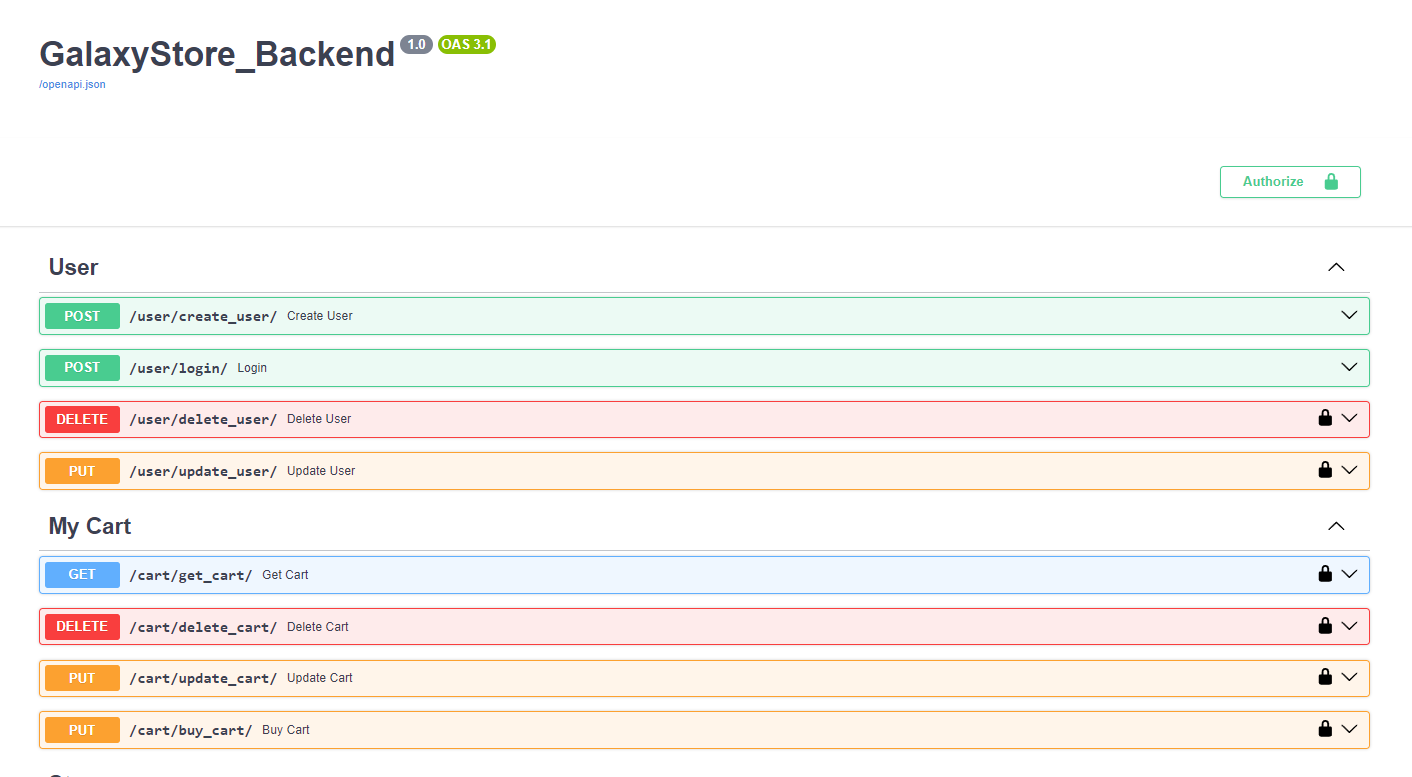 GalaxyStore_Backend 1.0 OAS 3.1
/openapi.json
Authorize
User
POST /user/create_user/ Create User
POST /user/login/ Login
DELETE /user/delete_user/ Delete User
PUT /user/update_user/ Update User
My Cart
GET /cart/get_cart/ Get Cart
DELETE /cart/delete_cart/ Delete Cart
PUT /cart/update_cart/ Update Cart
PUT /cart/buy_cart/ Buy Cart